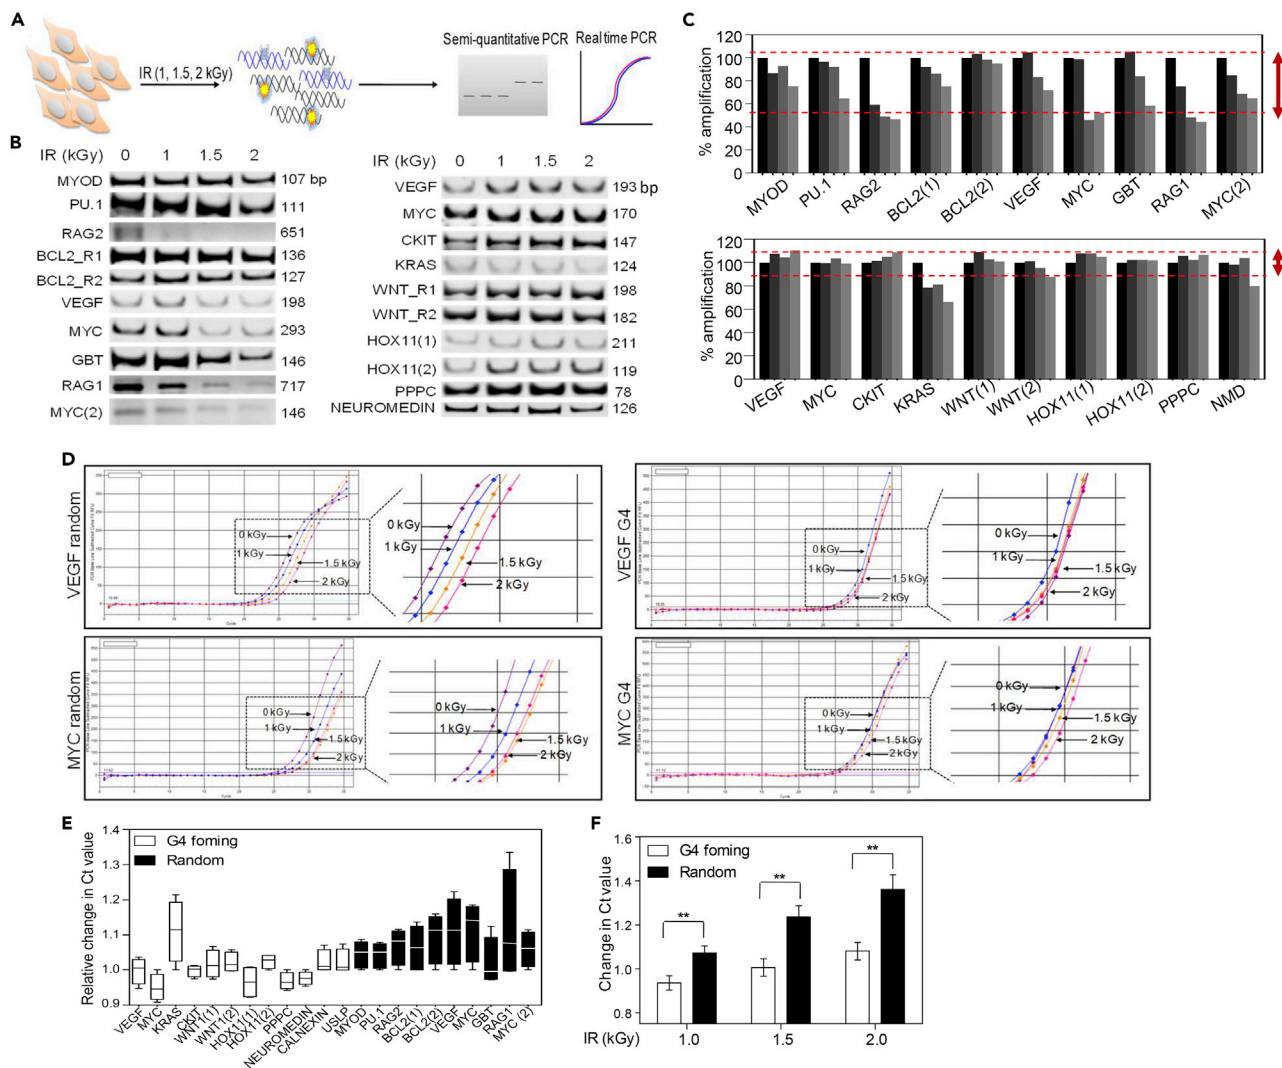 A
IR (1, 1.5, 2 kGy)
Semi-quantitative PCR
Real time PCR
B
IR (kGy) 0 1 1.5 2
MYOD 107 bp
PU.1 111
RAG2 651
BCL2_R1 136
BCL2_R2 127
VEGF 198
MYC 293
GBT 146
RAG1 717
MYC(2) 146
IR (kGy) 0 1 1.5 2
VEGF 193 bp
MYC 170
CKIT 147
KRAS 124
WNT_R1 198
WNT_R2 182
HOX11(1) 211
HOX11(2) 119
PPPC 78
NEUROMEDIN 126
C
% amplification
120
100
80
60
40
20
0
MYOD PU.1 RAG2 BCL2(1) BCL2(2) VEGF MYC GBT RAG1 MYC(2)
% amplification
120
100
80
60
40
20
0
VEGF MYC CKIT KRAS WNT(1) WNT(2) HOX11(1) HOX11(2) PPPC NMD
D
VEGF random
0 kGy
1 kGy
1.5 kGy
2 kGy
Cycle
0 kGy
1 kGy
1.5 kGy
2 kGy
VEGF G4
0 kGy
1 kGy
1.5 kGy
2 kGy
Cycle
0 kGy
1 kGy
1.5 kGy
2 kGy
MYC random
0 kGy
1 kGy
1.5 kGy
2 kGy
Cycle
0 kGy
1 kGy
1.5 kGy
2 kGy
MYC G4
0 kGy
1 kGy
1.5 kGy
2 kGy
Cycle
0 kGy
1 kGy
1.5 kGy
2 kGy
E
Relative change in Ct value
1.4
1.3
1.2
1.1
1.0
0.9
G4 foming
Random
VEGF MYC KRAS CKIT WNT1(1) WNT1(2) HOX11(1) HOX11(2) PPPC NEUROMEDIN CALNEXIN USLP MYOD PU.1 RAG2 BCL2(1) BCL2(2) VEGF MYC GBT RAG1 MYC (2)
F
Change in Ct value
1.6
1.4
1.2
1.0
0.8
G4 foming
Random
**
**
**
IR (kGy) 1.0 1.5 2.0